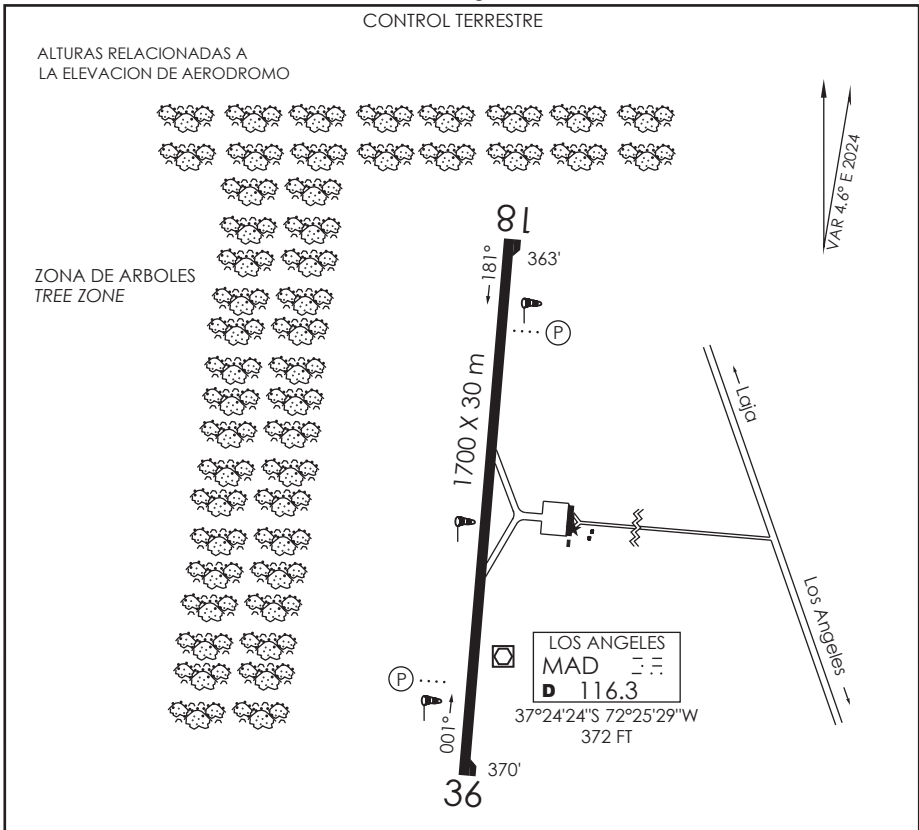 CONTROL TERRESTRE
ALTURAS RELACIONADAS A
LA ELEVACION DE AERODROMO
VAR 4.6° E 2024
18
181°
363'
ZONA DE ARBOLES
TREE ZONE
P
1700 X 30 m
Laja
Los Angeles
LOS ANGELES
MAD
D 116.3
37°24'24"S 72°25'29"W
372 FT
P
001°
370'
36